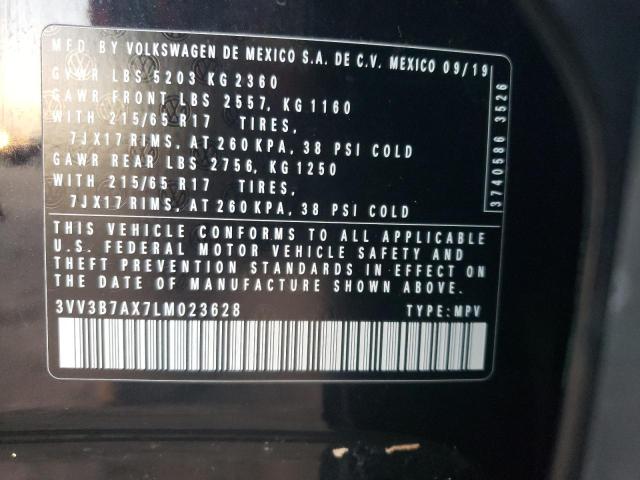 MFD BY VOLKSWAGEN DE MEXICO S.A. DE C.V. MEXICO 09/19
GVWR LBS 5203 KG 2360
GAWR FRONT LBS 2557, KG 1160
WITH 215/65 R17 TIRES,
7JX17 RIMS, AT 260 KPA, 38 PSI COLD
GAWR REAR LBS 2756, KG 1250
WITH 215/65 R17 TIRES,
7JX17 RIMS, AT 260 KPA, 38 PSI COLD
3740586 3526
THIS VEHICLE CONFORMS TO ALL APPLICABLE
U.S. FEDERAL MOTOR VEHICLE SAFETY AND
THEFT PREVENTION STANDARDS IN EFFECT ON
THE DATE OF MANUFACTURE SHOWN ABOVE.
3VV3B7AX7LM023628 TYPE: MPV